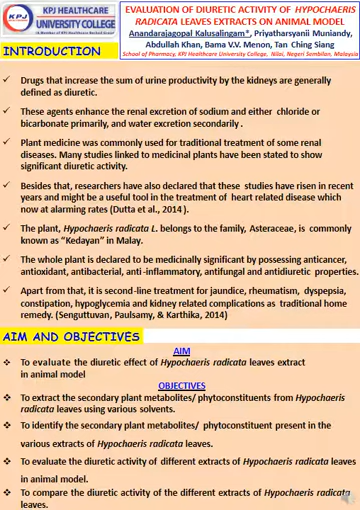 KPJ HEALTHCARE
UNIVERSITY COLLEGE
EVALUATION OF DIURETIC ACTIVITY OF HYPOCHAERIS
RADICATA LEAVES EXTRACTS ON ANIMAL MODEL
Anandarajagopal Kalusalingam*, Priyatharsyanii Muniandy,
Abdullah Khan, Bama V.V. Menon, Tan Ching Siang
School of Pharmacy, KPJ Healthcare University College, Nilai, Negeri Sembilan, Malaysia
INTRODUCTION
✓ Drugs that increase the sum of urine productivity by the kidneys are generally
defined as diuretic.
✓ These agents enhance the renal excretion of sodium and either chloride or
bicarbonate primarily, and water excretion secondarily .
✓ Plant medicine was commonly used for traditional treatment of some renal
diseases. Many studies linked to medicinal plants have been stated to show
significant diuretic activity.
✓ Besides that, researchers have also declared that these studies have risen in recent
years and might be a useful tool in the treatment of heart related disease which
now at alarming rates (Dutta et al., 2014 ).
✓ The plant, Hypochaeris radicata L. belongs to the family, Asteraceae, is commonly
known as “Kedayan” in Malay.
✓ The whole plant is declared to be medicinally significant by possessing anticancer,
antioxidant, antibacterial, anti-inflammatory, antifungal and antidiuretic properties.
✓ Apart from that, it is second-line treatment for jaundice, rheumatism, dyspepsia,
constipation, hypoglycemia and kidney related complications as traditional home
remedy. (Senguttuvan, Paulsamy, & Karthika, 2014)
AIM AND OBJECTIVES
AIM
❖ To evaluate the diuretic effect of Hypochaeris radicata leaves extract
in animal model
OBJECTIVES
❖ To extract the secondary plant metabolites/ phytoconstituents from Hypochaeris
radicata leaves using various solvents.
❖ To identify the secondary plant metabolites/ phytoconstituent present in the
various extracts of Hypochaeris radicata leaves.
❖ To evaluate the diuretic activity of different extracts of Hypochaeris radicata leaves
in animal model.
❖ To compare the diuretic activity of the different extracts of Hypochaeris radicata
leaves.